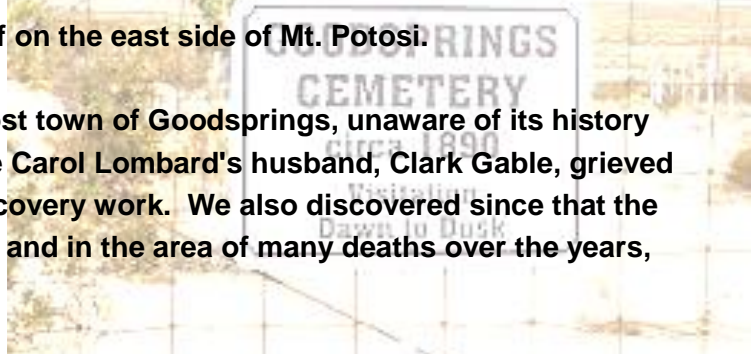 f on the east side of Mt. Potosi.
GOODSPRINGS
CEMETERY
st town of Goodsprings, unaware of its history
circa 1890
Carol Lombard's husband, Clark Gable, grieved
Visitation
covery work.  We also discovered since that the
Dawn to Dusk
and in the area of many deaths over the years,